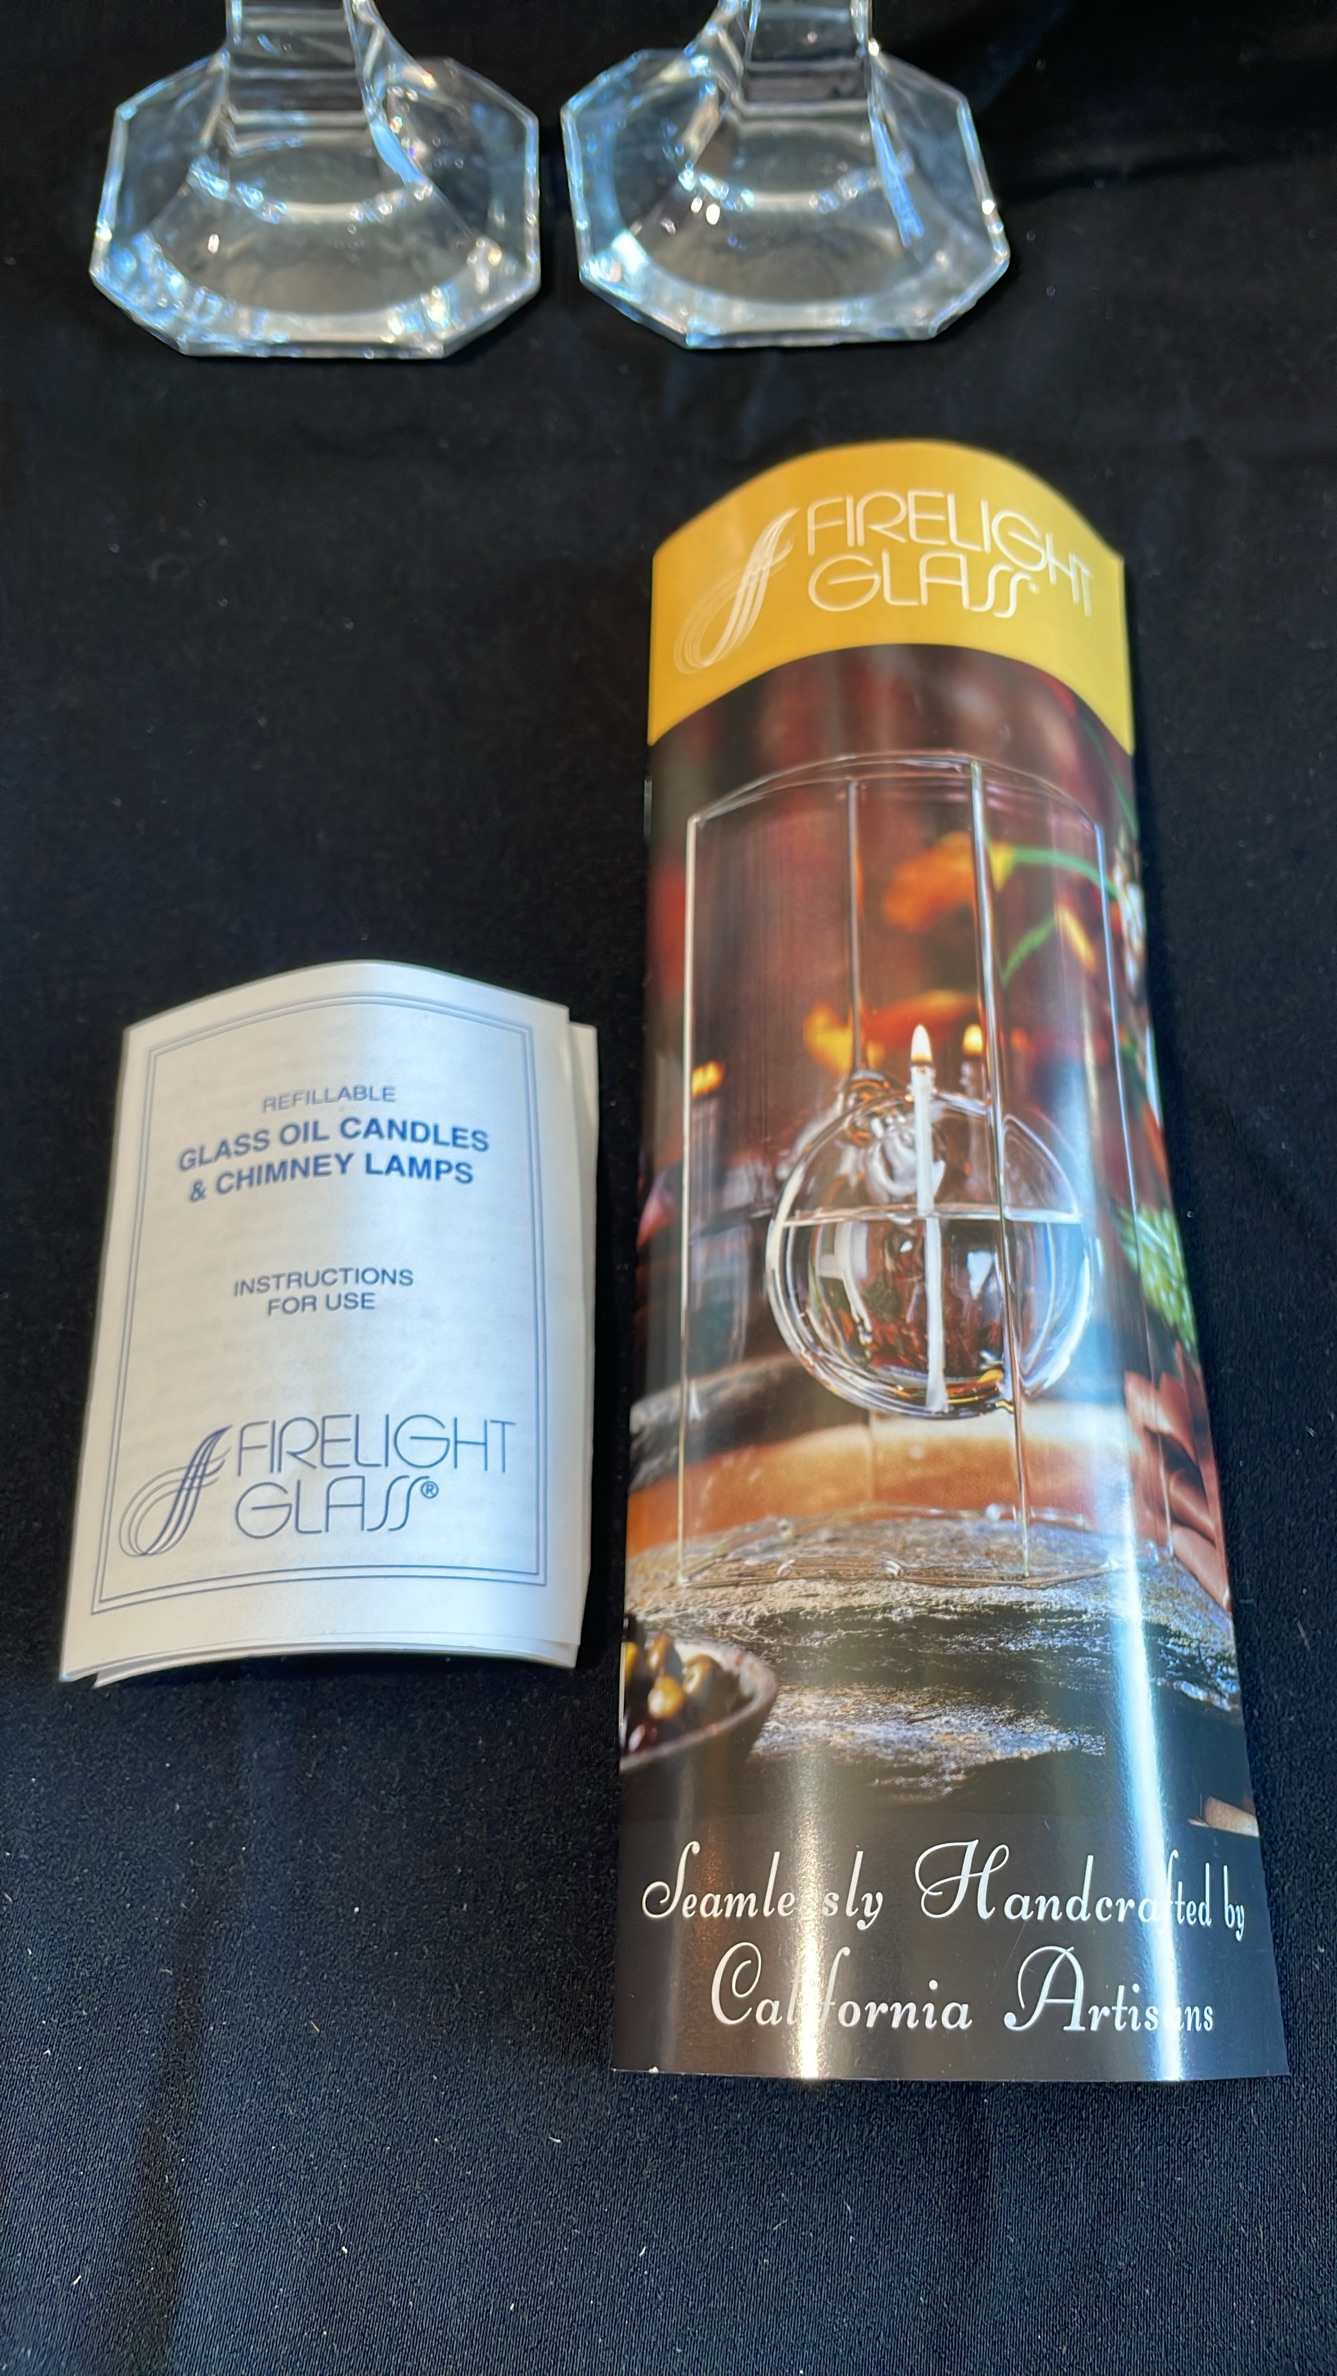 FIRELIGHT
GLASS
REFILLABLE
GLASS OIL CANDLES
& CHIMNEY LAMPS
INSTRUCTIONS
FOR USE
FIRELIGHT
GLASS®
Seamlessly Handcrafted by
California Artisans